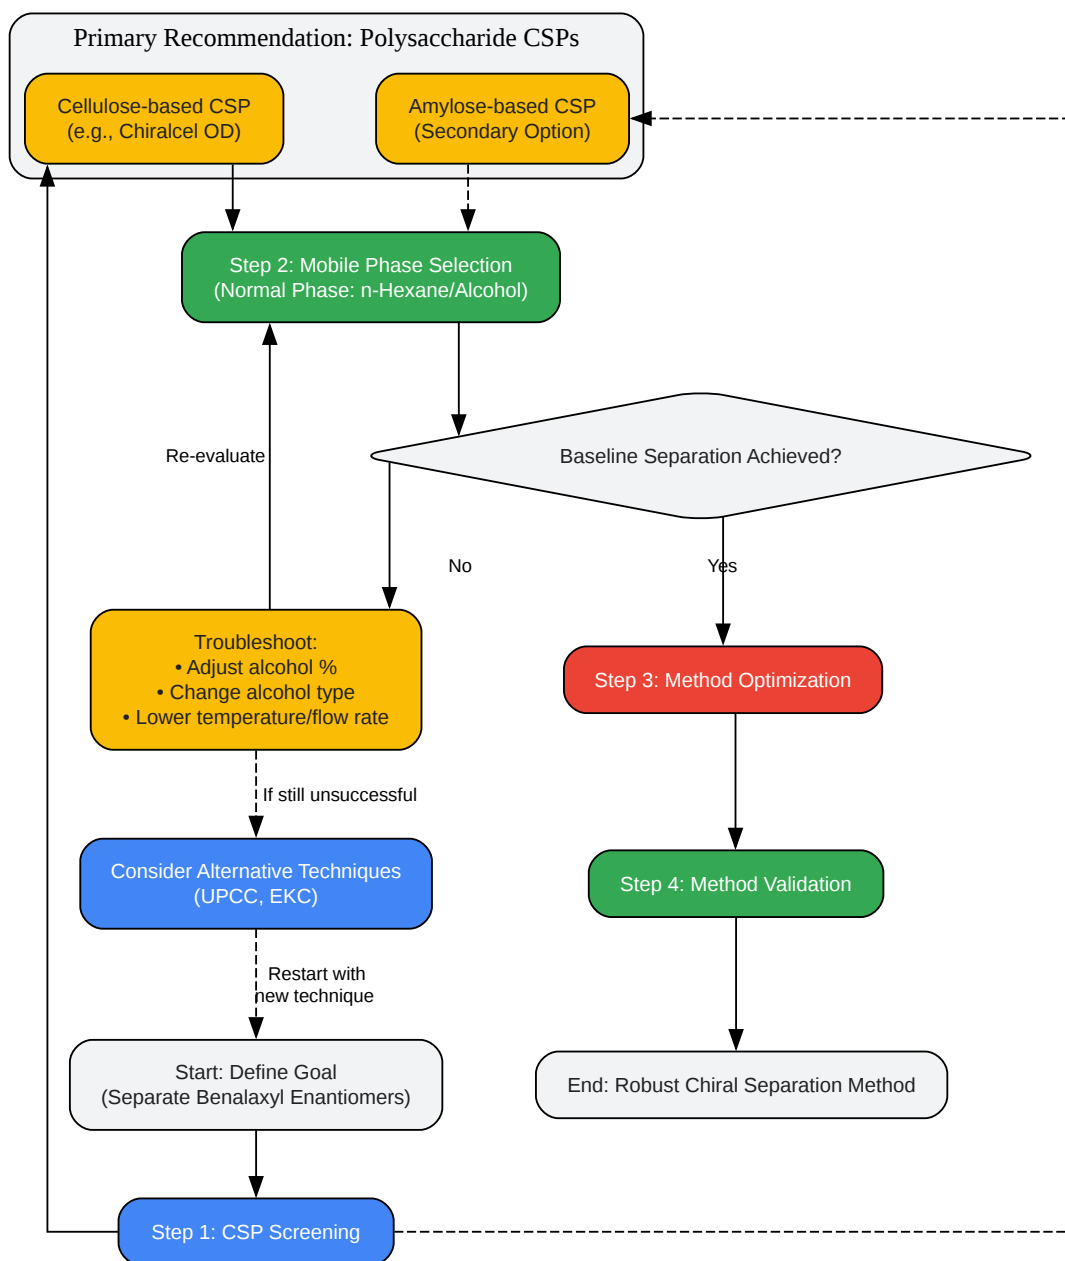 Primary Recommendation: Polysaccharide CSPs
Cellulose-based CSP
(e.g., Chiralcel OD)
Amylose-based CSP
(Secondary Option)
Step 2: Mobile Phase Selection
(Normal Phase: n-Hexane/Alcohol)
Re-evaluate
Baseline Separation Achieved?
No
Yes
Troubleshoot:
• Adjust alcohol %
• Change alcohol type
• Lower temperature/flow rate
Step 3: Method Optimization
If still unsuccessful
Consider Alternative Techniques
(UPCC, EKC)
Step 4: Method Validation
Restart with
new technique
Start: Define Goal
(Separate Benalaxyl Enantiomers)
End: Robust Chiral Separation Method
Step 1: CSP Screening